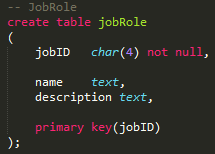 -- JobRole
create table jobRole
(
    jobID   char(4) not null,
    name    text,
    description text,
    primary key(jobID)
);